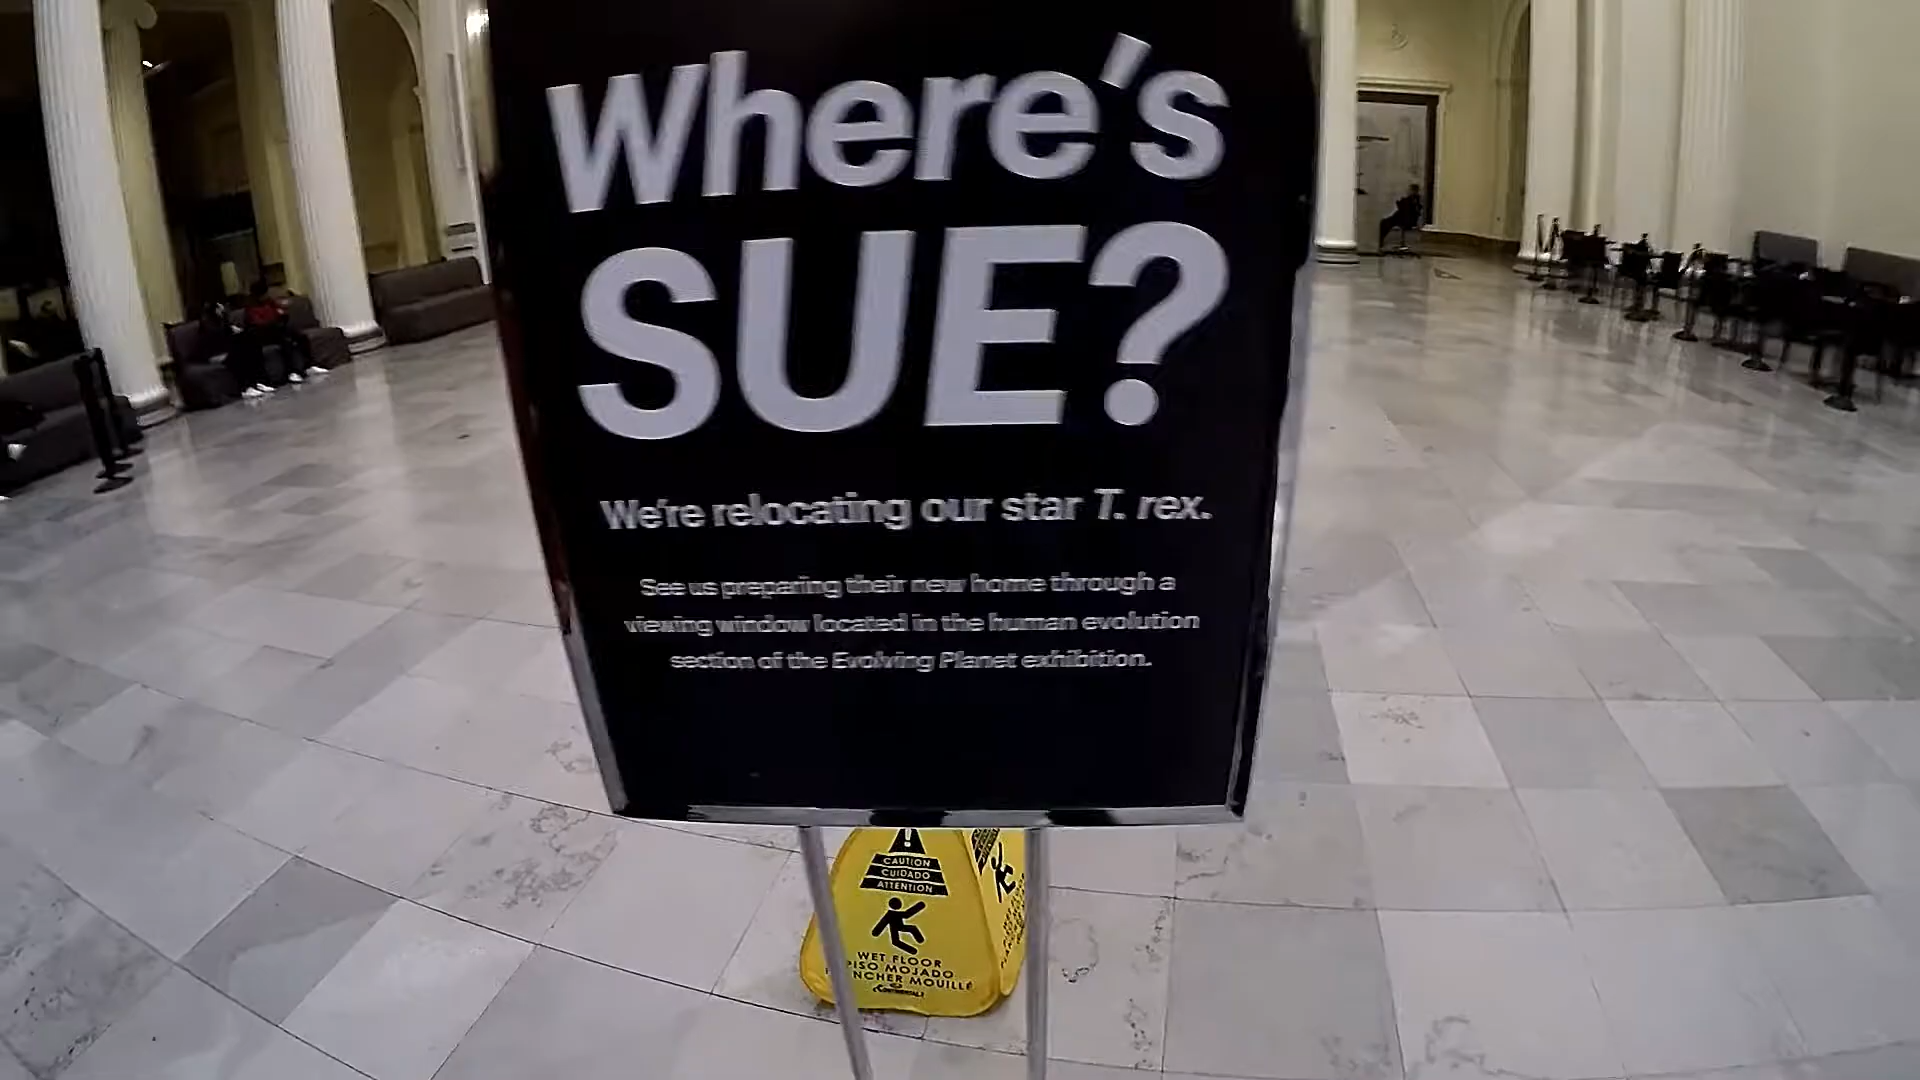 Where's
SUE?
We're relocating our star T. rex.
See us preparing their new home through a
viewing window located in the human evolution
section of the Evolving Planet exhibition.
CAUTION
CUIDADO
ATTENTION
WET FLOOR
PISO MOJADO
MOUILLÉ